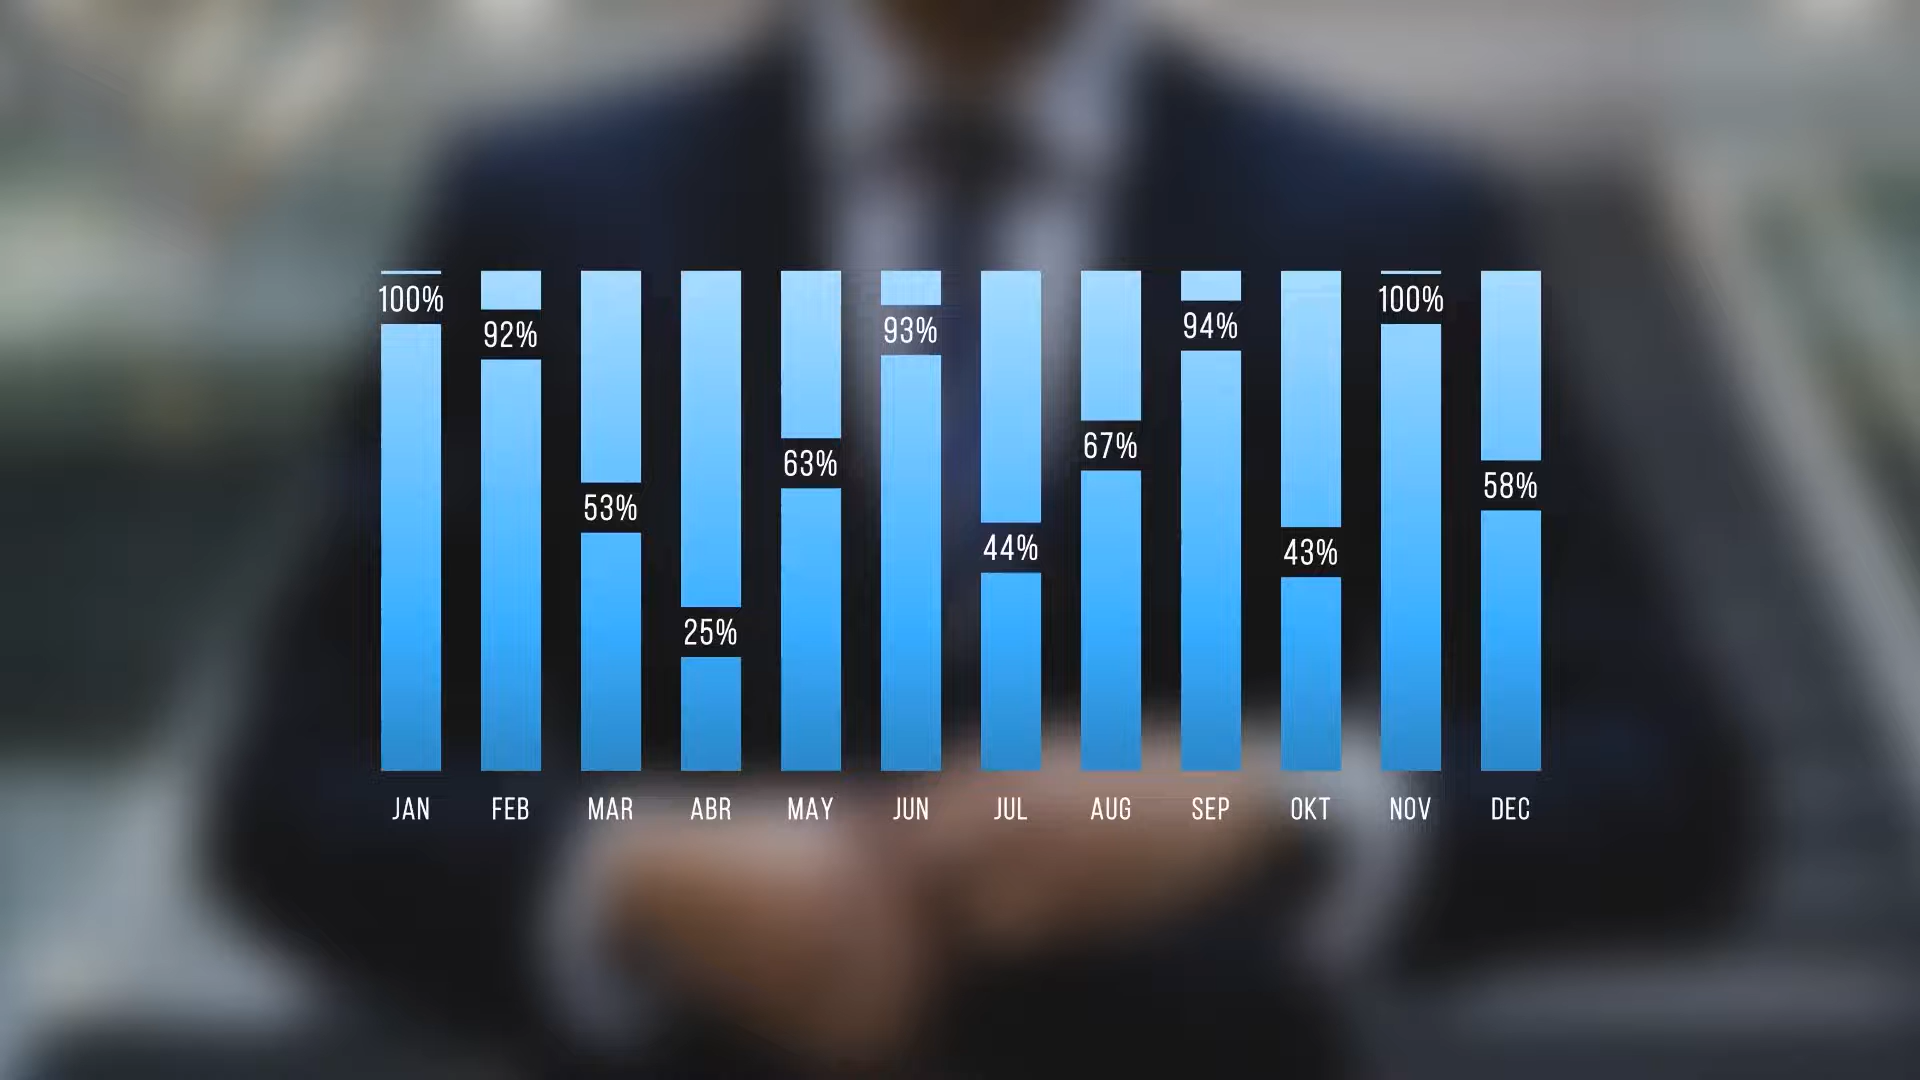 100% 92% 53% 25% 63% 93% 44% 67% 94% 43% 100% 58%
JAN FEB MAR ABR MAY JUN JUL AUG SEP OKT NOV DEC